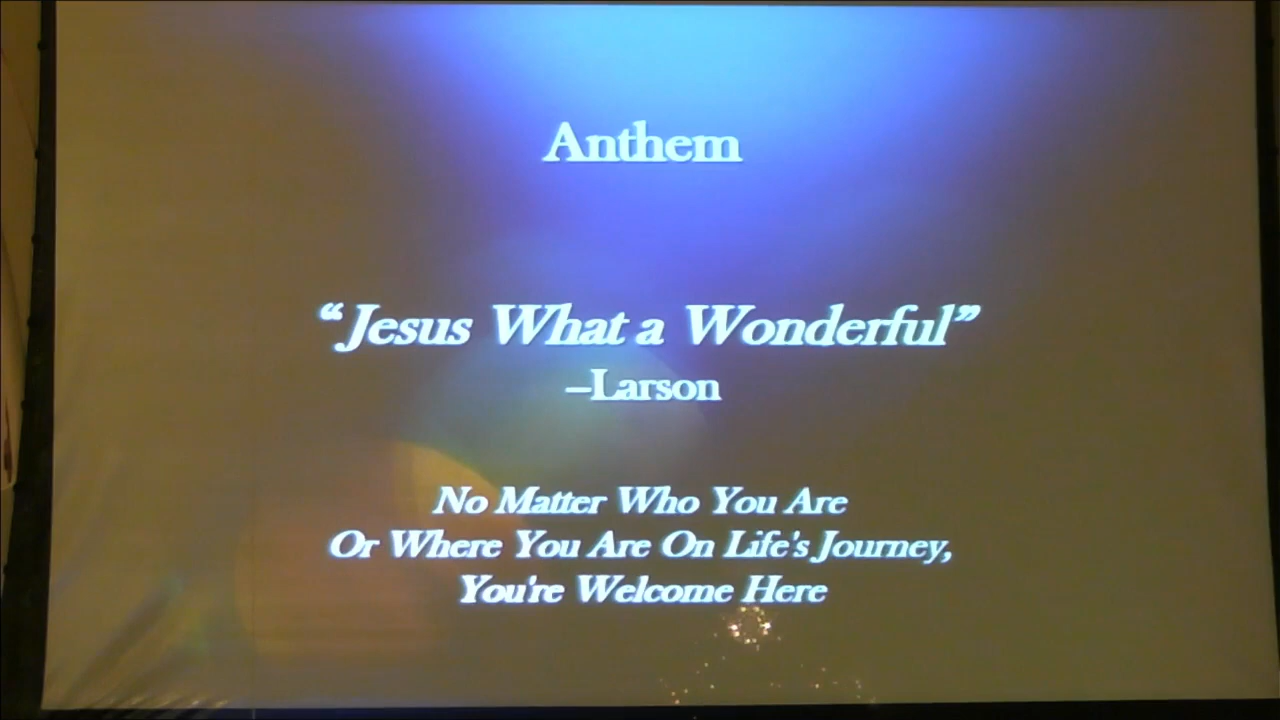 Anthem
“Jesus What a Wonderful”
–Larson
No Matter Who You Are
Or Where You Are On Life's Journey,
You're Welcome Here